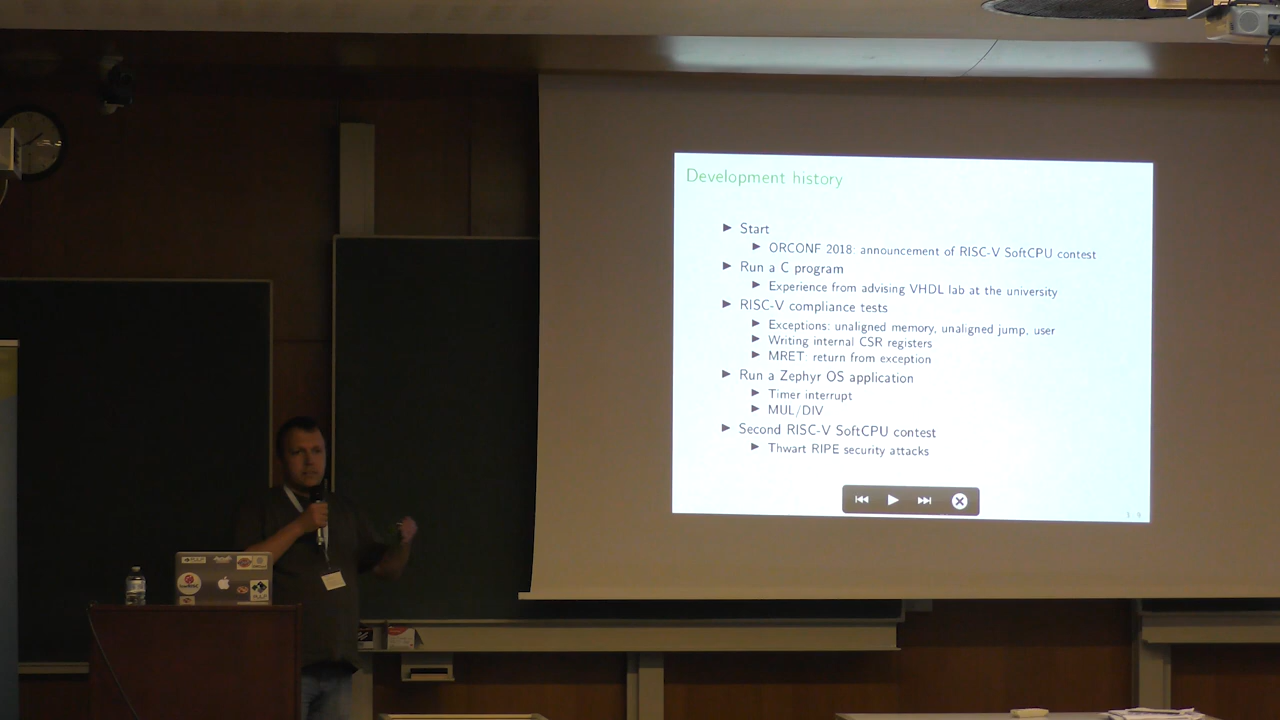 Development history
Start
ORCONF 2018: announcement of RISC-V SoftCPU contest
Run a C program
Experience from advising VHDL lab at the university
RISC-V compliance tests
Exceptions: unaligned memory, unaligned jump, user
Writing internal CSR registers
MRET: return from exception
Run a Zephyr OS application
Timer interrupt
MUL/DIV
Second RISC-V SoftCPU contest
Thwart RIPE security attacks